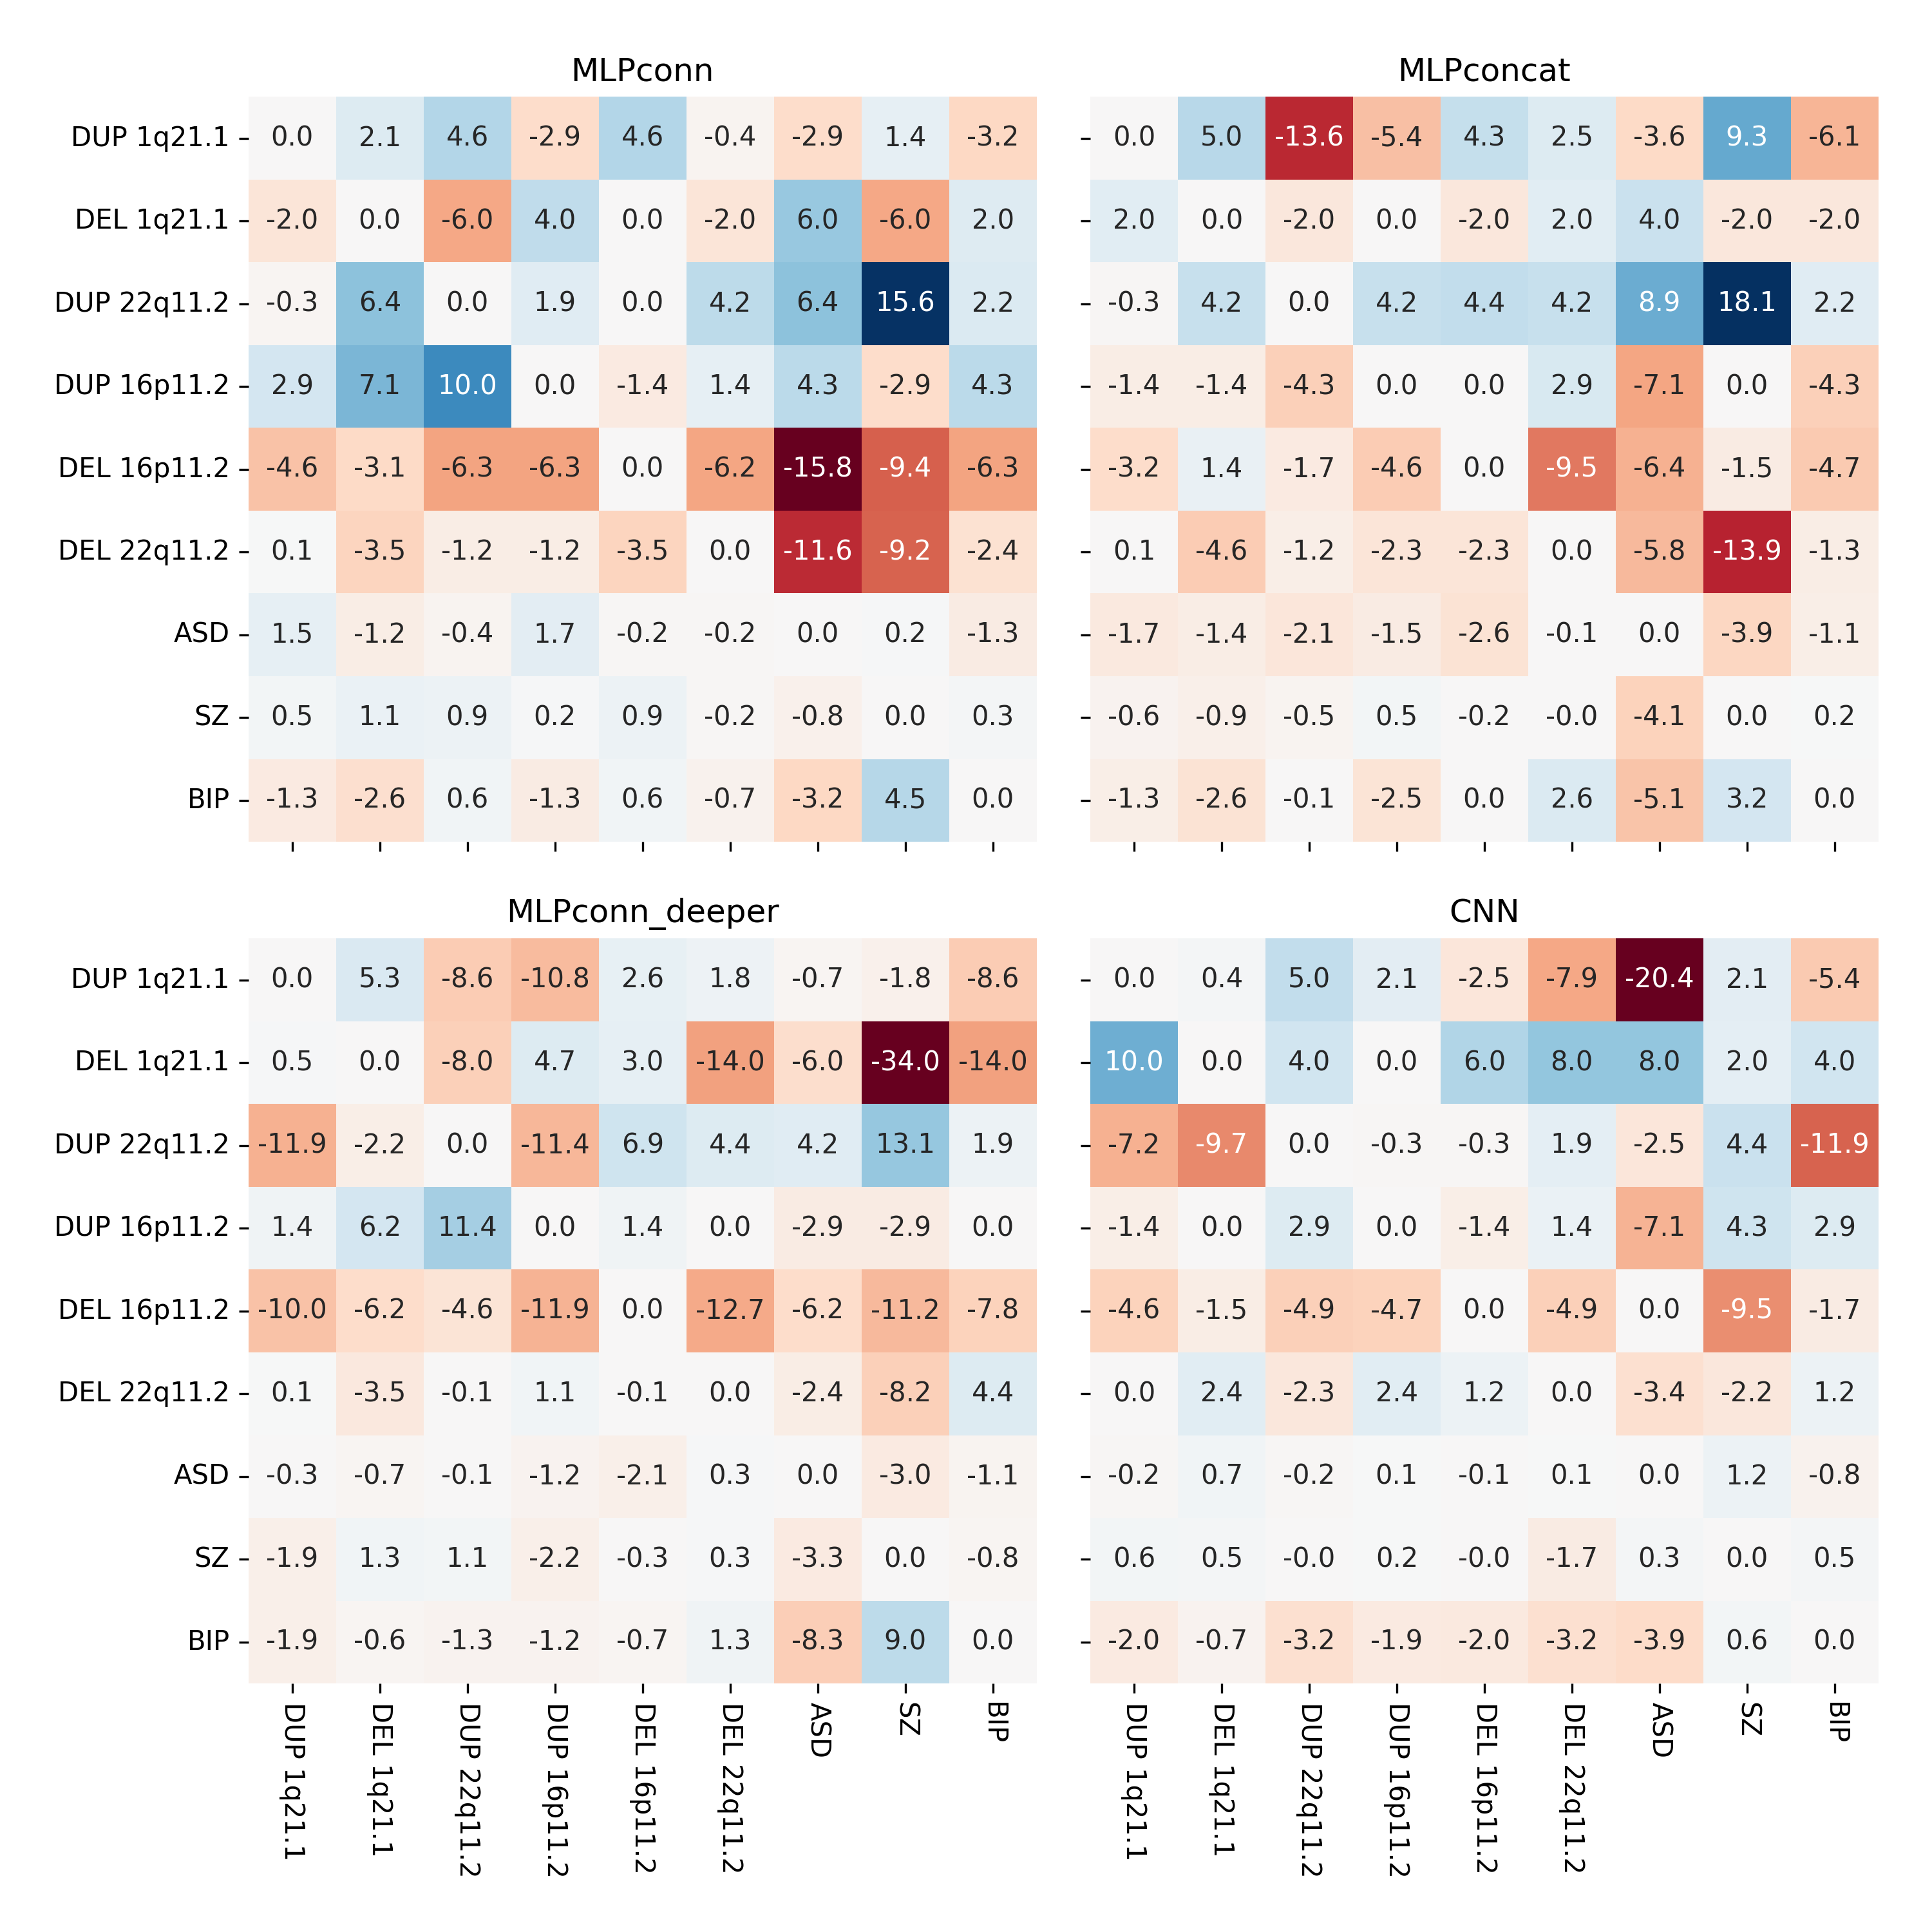 MLPconn
DUP 1q21.1 0.0 2.1 4.6 -2.9 4.6 -0.4 -2.9 1.4 -3.2
DEL 1q21.1 -2.0 0.0 -6.0 4.0 0.0 -2.0 6.0 -6.0 2.0
DUP 22q11.2 -0.3 6.4 0.0 1.9 0.0 4.2 6.4 15.6 2.2
DUP 16p11.2 2.9 7.1 10.0 0.0 -1.4 1.4 4.3 -2.9 4.3
DEL 16p11.2 -4.6 -3.1 -6.3 -6.3 0.0 -6.2 -15.8 -9.4 -6.3
DEL 22q11.2 0.1 -3.5 -1.2 -1.2 -3.5 0.0 -11.6 -9.2 -2.4
ASD 1.5 -1.2 -0.4 1.7 -0.2 -0.2 0.0 0.2 -1.3
SZ 0.5 1.1 0.9 0.2 0.9 -0.2 -0.8 0.0 0.3
BIP -1.3 -2.6 0.6 -1.3 0.6 -0.7 -3.2 4.5 0.0
MLPconcat
0.0 5.0 -13.6 -5.4 4.3 2.5 -3.6 9.3 -6.1
2.0 0.0 -2.0 0.0 -2.0 2.0 4.0 -2.0 -2.0
-0.3 4.2 0.0 4.2 4.4 4.2 8.9 18.1 2.2
-1.4 -1.4 -4.3 0.0 0.0 2.9 -7.1 0.0 -4.3
-3.2 1.4 -1.7 -4.6 0.0 -9.5 -6.4 -1.5 -4.7
0.1 -4.6 -1.2 -2.3 -2.3 0.0 -5.8 -13.9 -1.3
-1.7 -1.4 -2.1 -1.5 -2.6 -0.1 0.0 -3.9 -1.1
-0.6 -0.9 -0.5 0.5 -0.2 -0.0 -4.1 0.0 0.2
-1.3 -2.6 -0.1 -2.5 0.0 2.6 -5.1 3.2 0.0
MLPconn_deeper
DUP 1q21.1 0.0 5.3 -8.6 -10.8 2.6 1.8 -0.7 -1.8 -8.6
DEL 1q21.1 0.5 0.0 -8.0 4.7 3.0 -14.0 -6.0 -34.0 -14.0
DUP 22q11.2 -11.9 -2.2 0.0 -11.4 6.9 4.4 4.2 13.1 1.9
DUP 16p11.2 1.4 6.2 11.4 0.0 1.4 0.0 -2.9 -2.9 0.0
DEL 16p11.2 -10.0 -6.2 -4.6 -11.9 0.0 -12.7 -6.2 -11.2 -7.8
DEL 22q11.2 0.1 -3.5 -0.1 1.1 -0.1 0.0 -2.4 -8.2 4.4
ASD -0.3 -0.7 -0.1 -1.2 -2.1 0.3 0.0 -3.0 -1.1
SZ -1.9 1.3 1.1 -2.2 -0.3 0.3 -3.3 0.0 -0.8
BIP -1.9 -0.6 -1.3 -1.2 -0.7 1.3 -8.3 9.0 0.0
DUP 1q21.1
DEL 1q21.1
DUP 22q11.2
DUP 16p11.2
DEL 16p11.2
DEL 22q11.2
ASD
SZ
BIP
CNN
0.0 0.4 5.0 2.1 -2.5 -7.9 -20.4 2.1 -5.4
10.0 0.0 4.0 0.0 6.0 8.0 8.0 2.0 4.0
-7.2 -9.7 0.0 -0.3 -0.3 1.9 -2.5 4.4 -11.9
-1.4 0.0 2.9 0.0 -1.4 1.4 -7.1 4.3 2.9
-4.6 -1.5 -4.9 -4.7 0.0 -4.9 0.0 -9.5 -1.7
0.0 2.4 -2.3 2.4 1.2 0.0 -3.4 -2.2 1.2
-0.2 0.7 -0.2 0.1 -0.1 0.1 0.0 1.2 -0.8
0.6 0.5 -0.0 0.2 -0.0 -1.7 0.3 0.0 0.5
-2.0 -0.7 -3.2 -1.9 -2.0 -3.2 -3.9 0.6 0.0
DUP 1q21.1
DEL 1q21.1
DUP 22q11.2
DUP 16p11.2
DEL 16p11.2
DEL 22q11.2
ASD
SZ
BIP